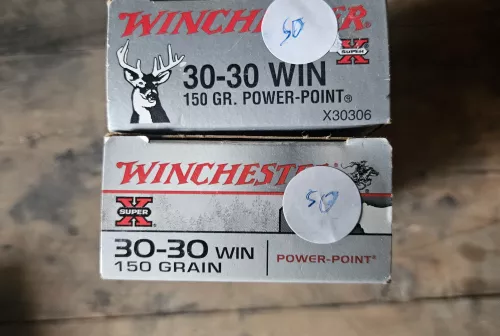 WINCHESTER
50
SUPER X
30-30 WIN
150 GR. POWER-POINT®
X30306
WINCHESTER
50
X
SUPER
30-30 WIN
150 GRAIN
POWER-POINT®